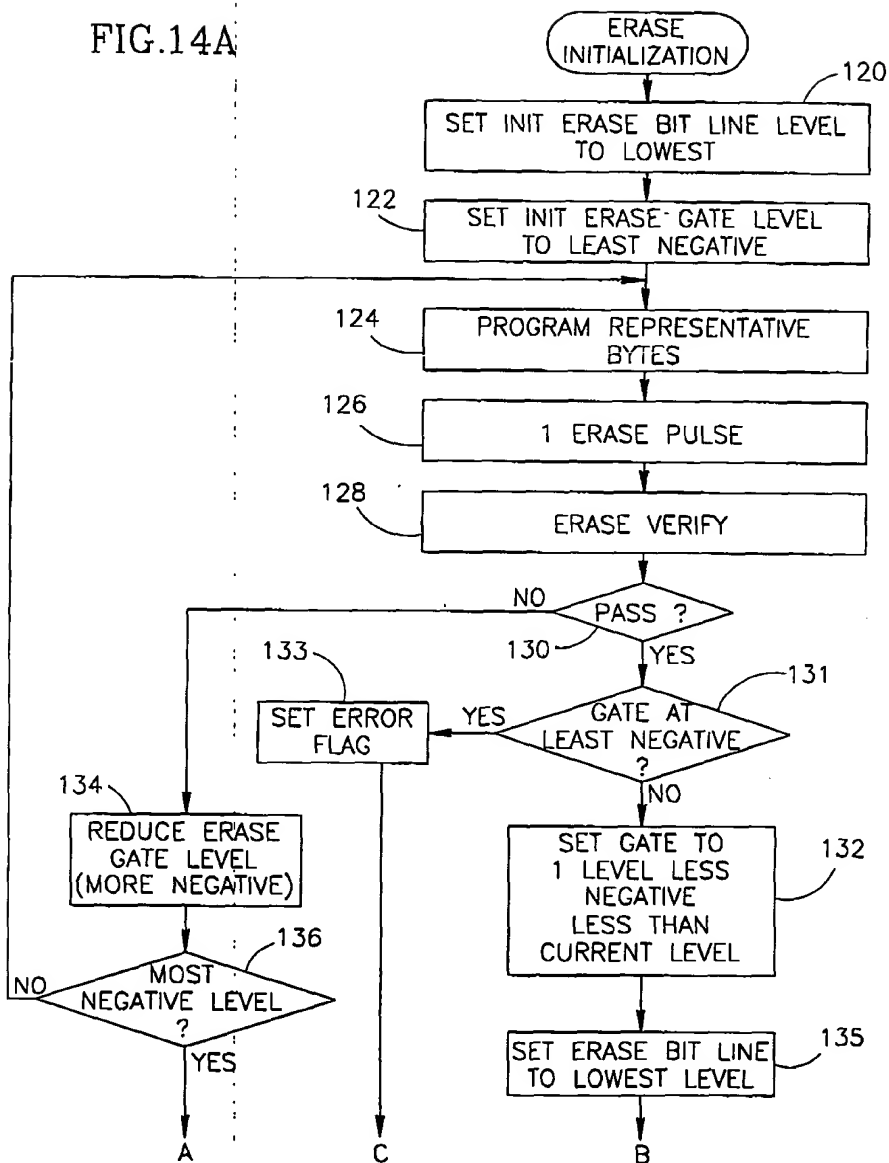 FIG.14A
ERASE
INITIALIZATION
120
SET INIT ERASE BIT LINE LEVEL
TO LOWEST
122
SET INIT ERASE GATE LEVEL
TO LEAST NEGATIVE
124
PROGRAM REPRESENTATIVE
BYTES
126
1 ERASE PULSE
128
ERASE VERIFY
NO
PASS ?
130
YES
133
131
SET ERROR
FLAG
YES
GATE AT
LEAST NEGATIVE
?
NO
134
REDUCE ERASE
GATE LEVEL
(MORE NEGATIVE)
SET GATE TO
1 LEVEL LESS
NEGATIVE
LESS THAN
CURRENT LEVEL
132
136
NO
MOST
NEGATIVE LEVEL
?
YES
SET ERASE BIT LINE
TO LOWEST LEVEL
135
A
C
B